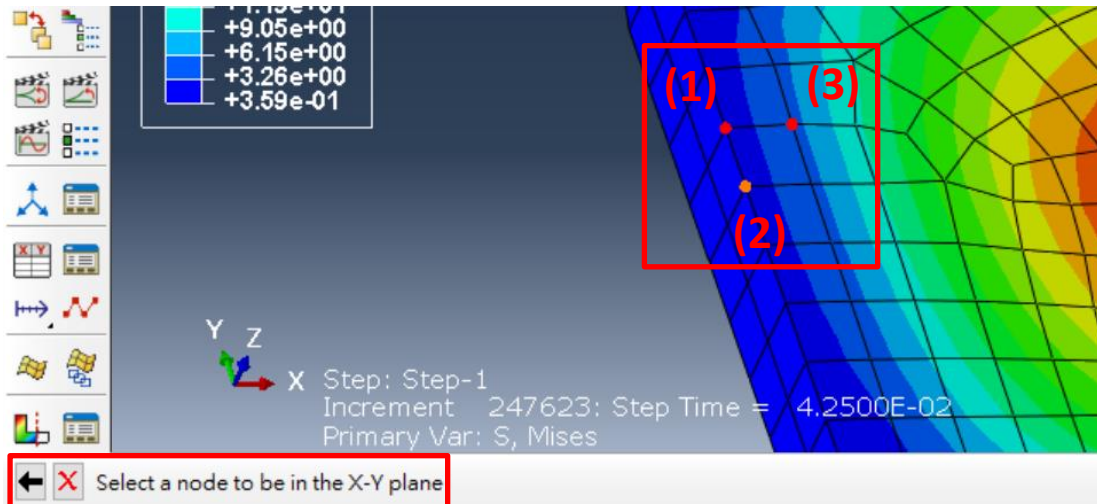 +9.05e+00
+6.15e+00
+3.26e+00
+3.59e-01
(1)
(3)
(2)
X Y
Y
Z
X
Step: Step-1
Increment 247623: Step Time = 4.2500E-02
Primary Var: S, Mises
Select a node to be in the X-Y plane